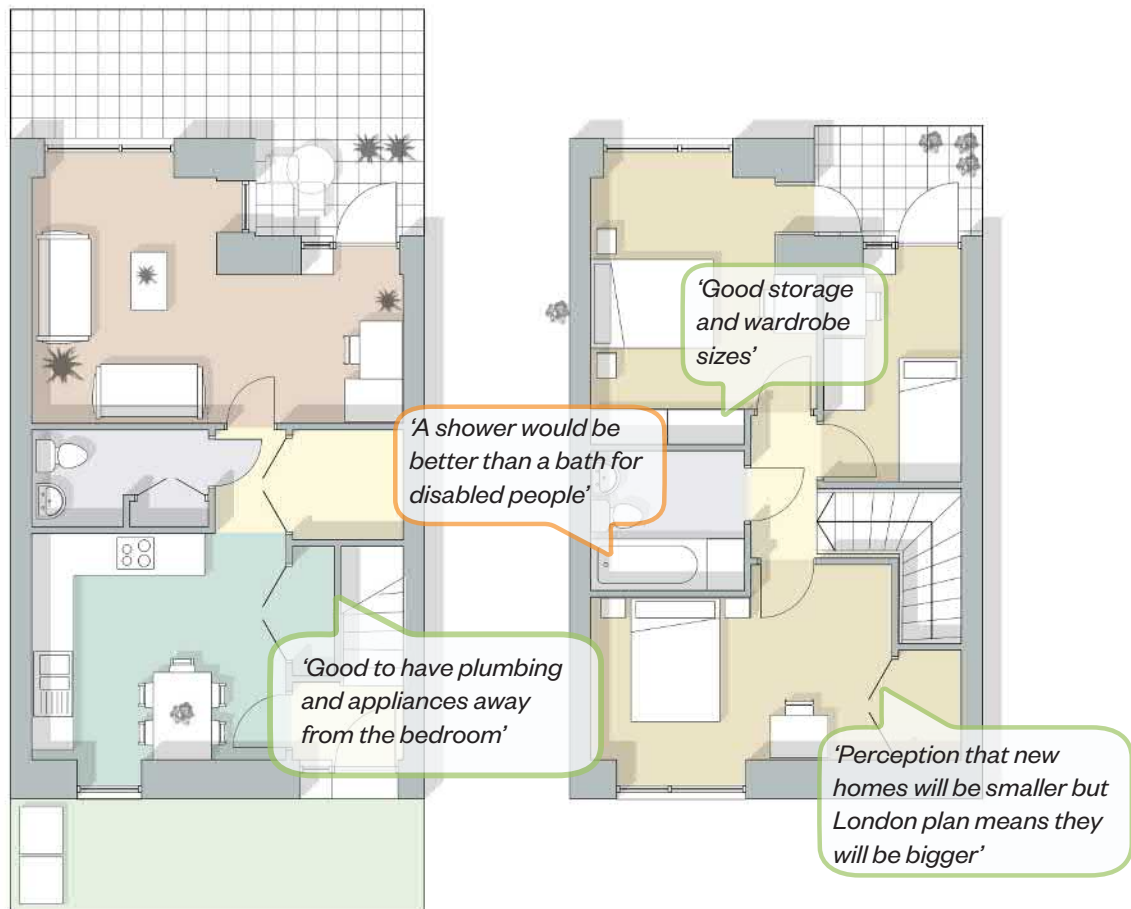 ‘Good storage
and wardrobe
sizes’
‘A shower would be
better than a bath for
disabled people’
‘Good to have plumbing
and appliances away
from the bedroom’
‘Perception that new
homes will be smaller but
London plan means they
will be bigger’